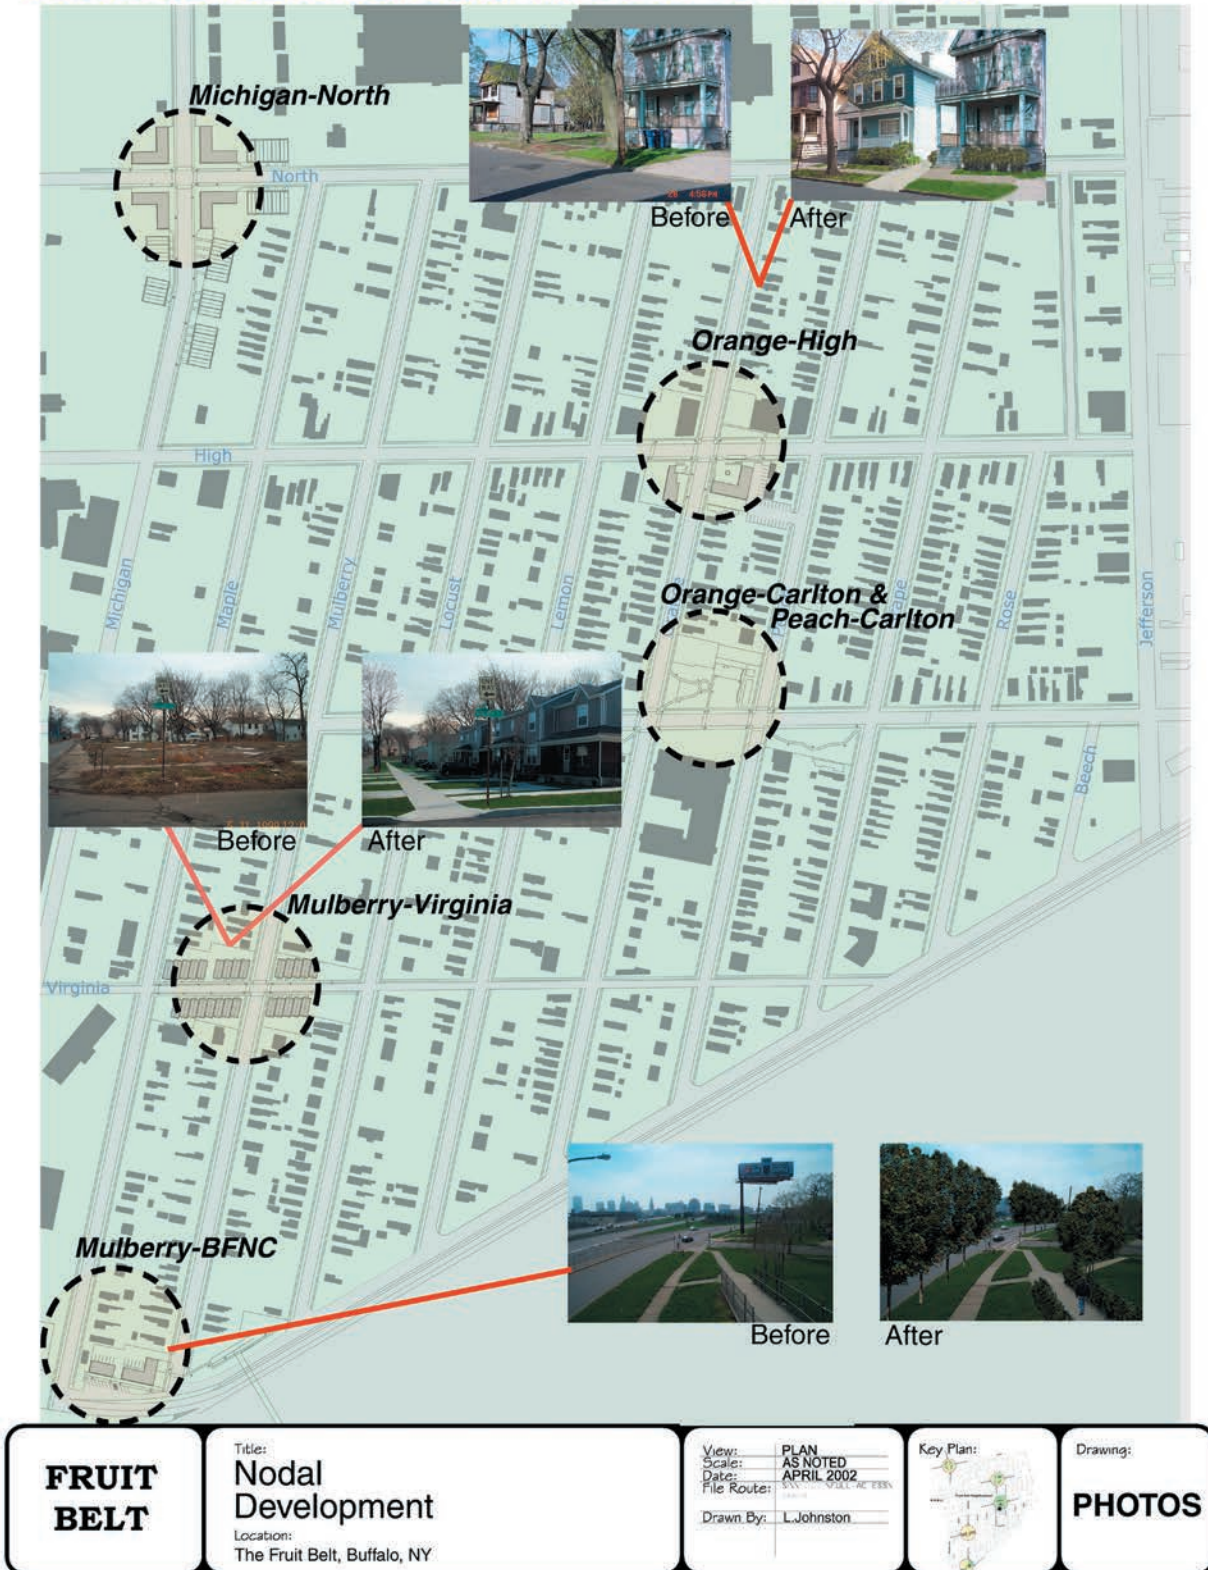 Michigan-North
North
4:56 PM
Before
After
Orange-High
High
Michigan
Maple
Mulberry
Locust
Lemon
Orange-Carlton &
Peach-Carlton
Rose
Jefferson
Beech
Before
After
Mulberry-Virginia
Virginia
Mulberry-BFNC
Before
After
FRUIT
BELT
Title:
Nodal
Development
Location:
The Fruit Belt, Buffalo, NY
View: PLAN
Scale: AS NOTED
Date: APRIL 2002
File Route:
Drawn By: L.Johnston
Key Plan:
Drawing:
PHOTOS